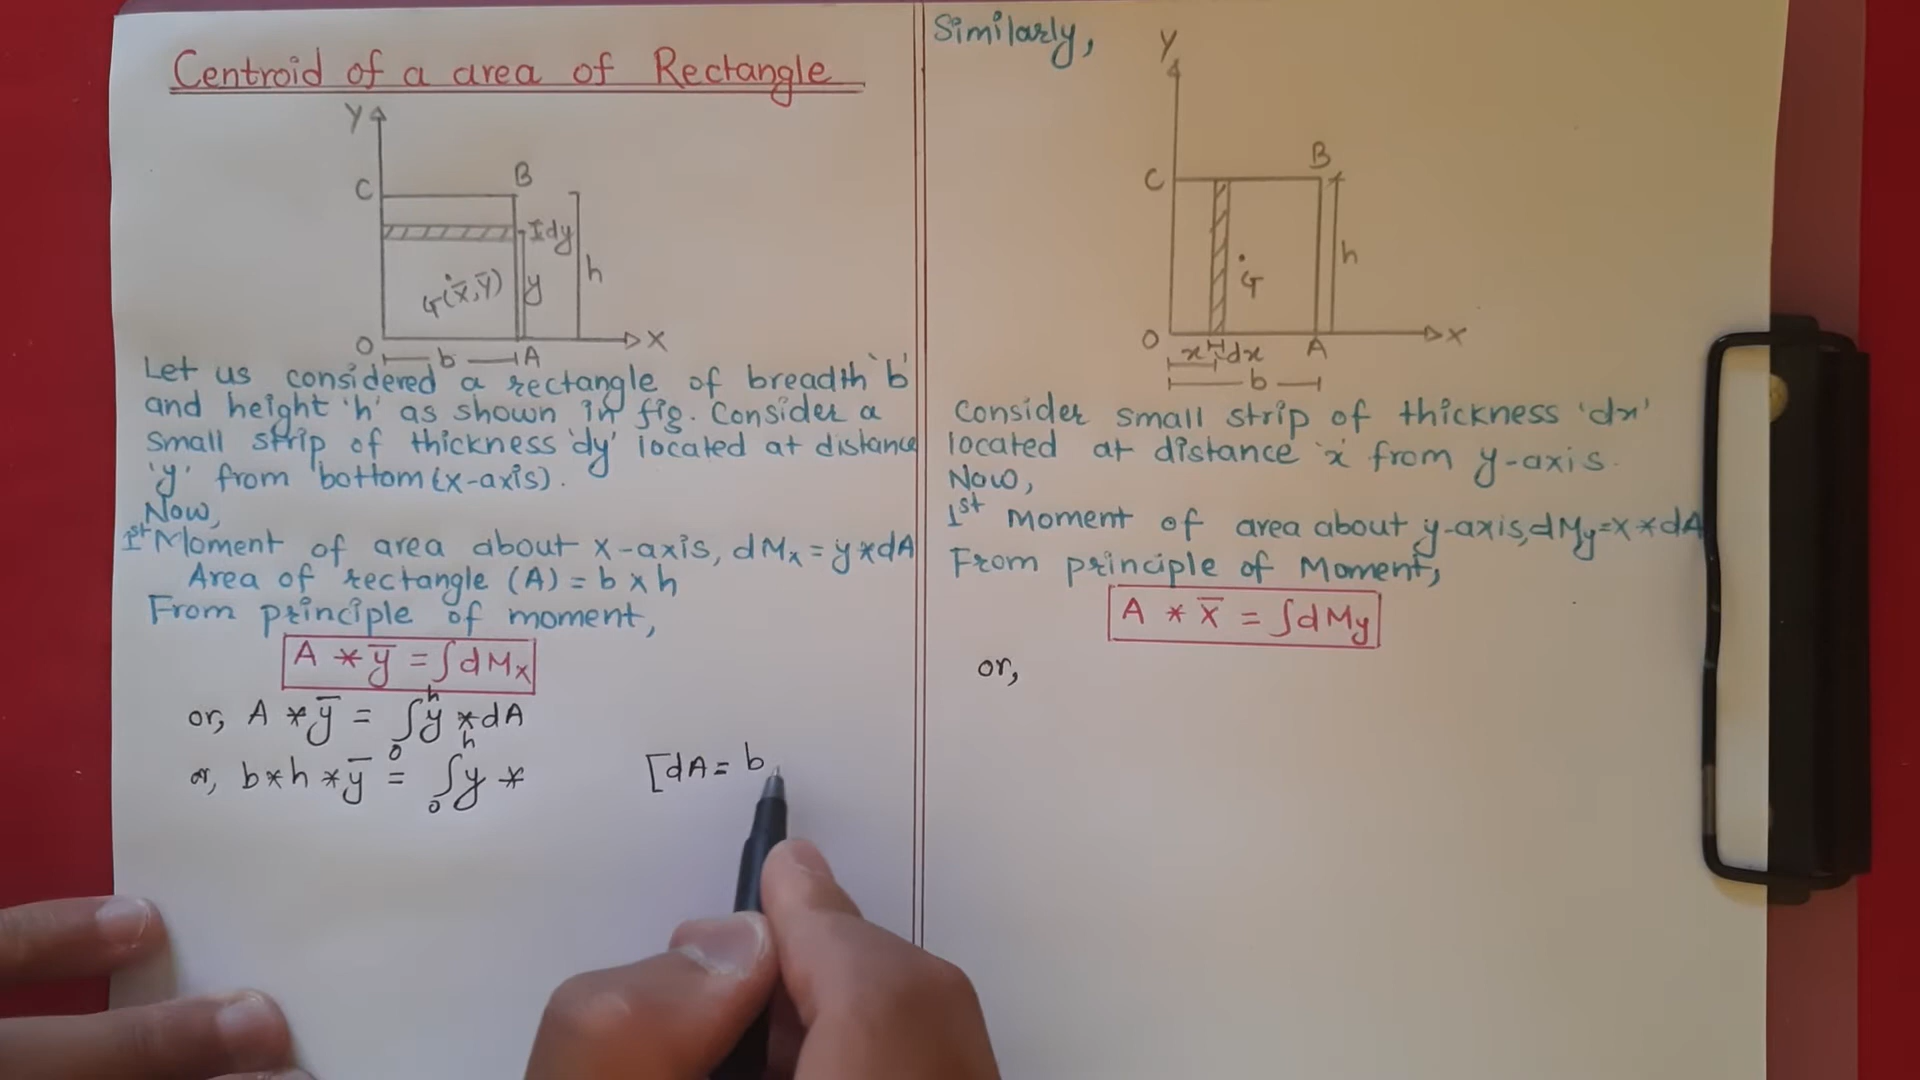 Centroid of a area of Rectangle
Y
C
B
dy
G(x̅,y̅)
y
h
O
b
A
X
Let us considered a rectangle of breadth 'b'
and height 'h' as shown in fig. Consider a
small strip of thickness 'dy' located at distance
'y' from bottom (x-axis).
Now,
1st Moment of area about x-axis, dMx = y*dA
Area of rectangle (A) = b x h
From principle of moment,
A * y̅ = ∫dMx
or, A * y̅ = ∫₀ʰ y * dA
or, b*h*y̅ = ∫₀ʰ y *
[dA = b
Similarly,
Y
C
B
h
G
O
x
dx
A
X
b
Consider small strip of thickness 'dx'
located at distance 'x' from y-axis.
Now,
1st moment of area about y-axis, dMy = x*dA
From principle of Moment,
A * x̅ = ∫dMy
or,